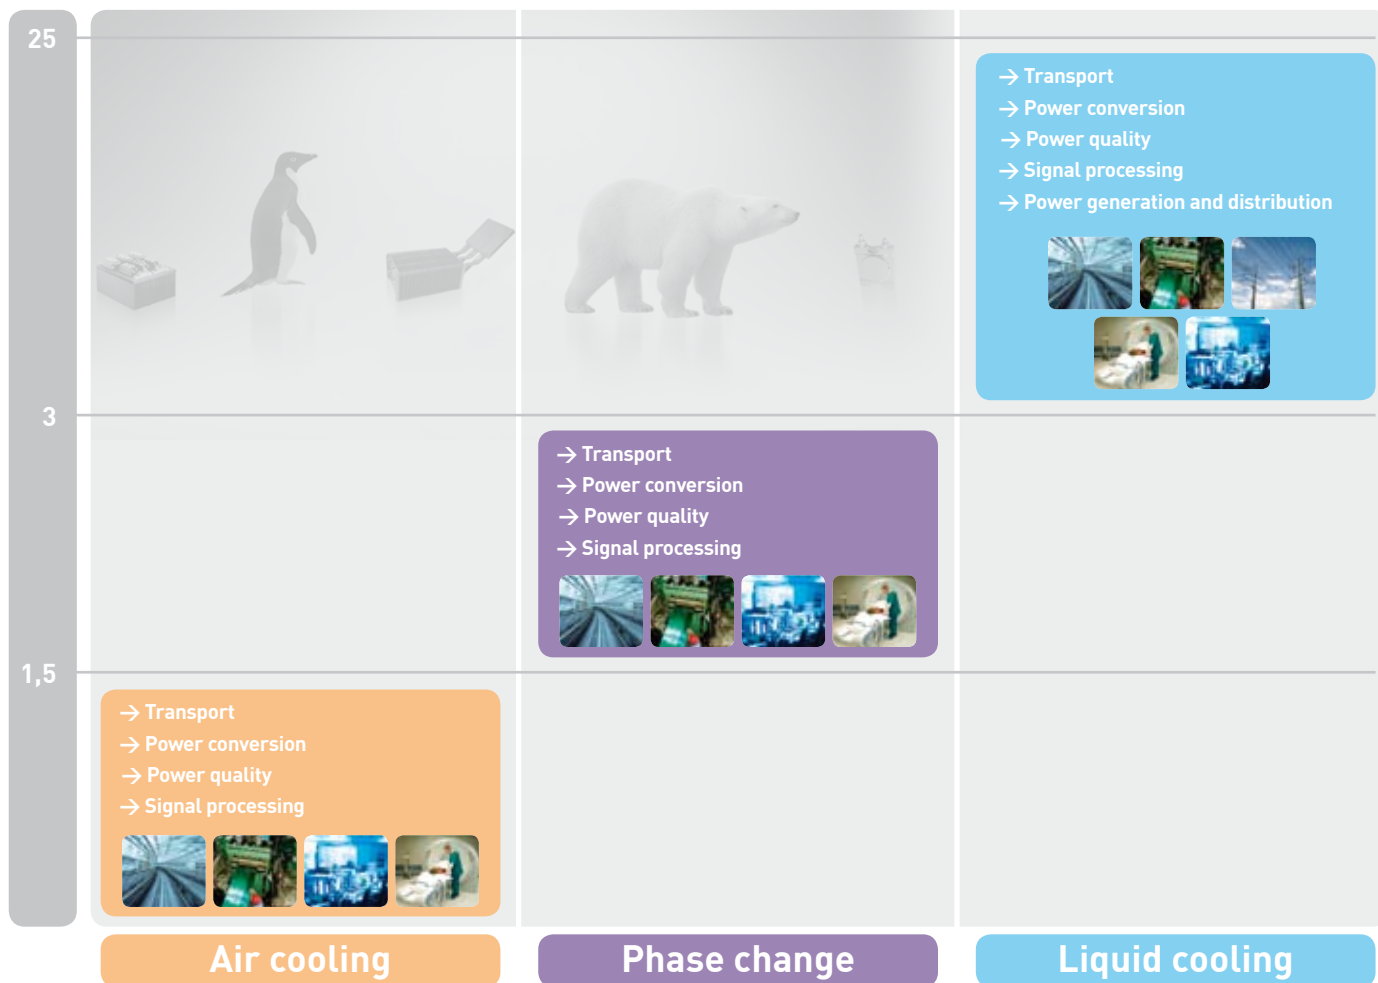 25
→ Transport
→ Power conversion
→ Power quality
→ Signal processing
→ Power generation and distribution
3
→ Transport
→ Power conversion
→ Power quality
→ Signal processing
1,5
→ Transport
→ Power conversion
→ Power quality
→ Signal processing
Air cooling
Phase change
Liquid cooling